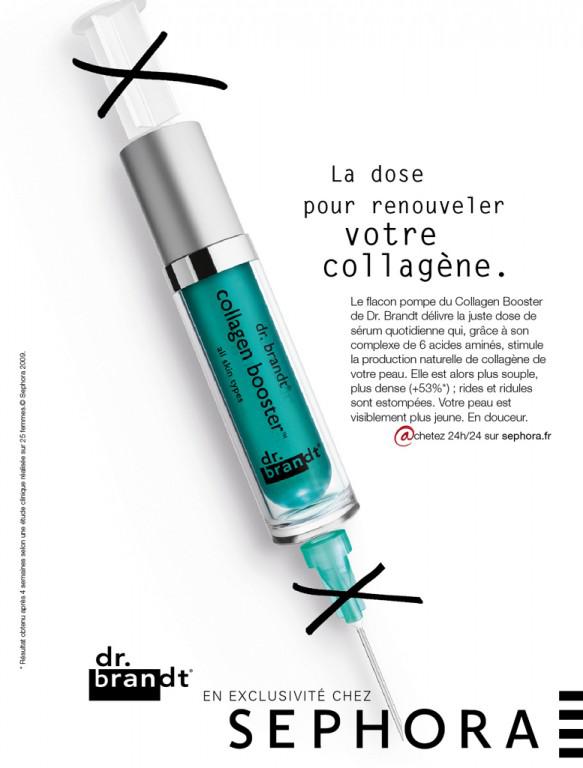 La dose
pour renouveler
votre
collagène.
Le flacon pompe du Collagen Booster
de Dr. Brandt délivre la juste dose de
sérum quotidienne qui, grâce à son
complexe de 6 acides aminés, stimule
la production naturelle de collagène de
votre peau. Elle est alors plus souple,
plus dense (+53%*) ; rides et ridules
sont estompées. Votre peau est
visiblement plus jeune. En douceur.
@chetez 24h/24 sur sephora.fr
dr. brandt®
collagen booster™
all skin types
dr.
brandt®
* Résultat obtenu après 4 semaines selon une étude clinique réalisée sur 25 femmes.© Sephora 2009.
dr.
brandt®
EN EXCLUSIVITÉ CHEZ
SEPHORA